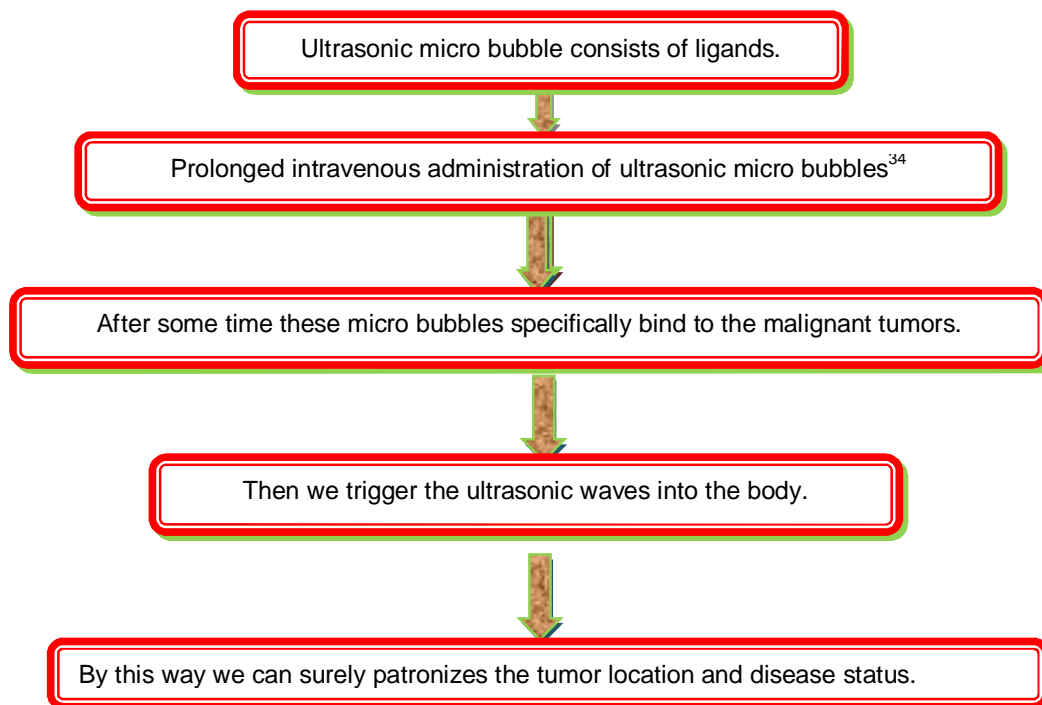 Ultrasonic micro bubble consists of ligands.
Prolonged intravenous administration of ultrasonic micro bubbles34
After some time these micro bubbles specifically bind to the malignant tumors.
Then we trigger the ultrasonic waves into the body.
By this way we can surely patronizes the tumor location and disease status.